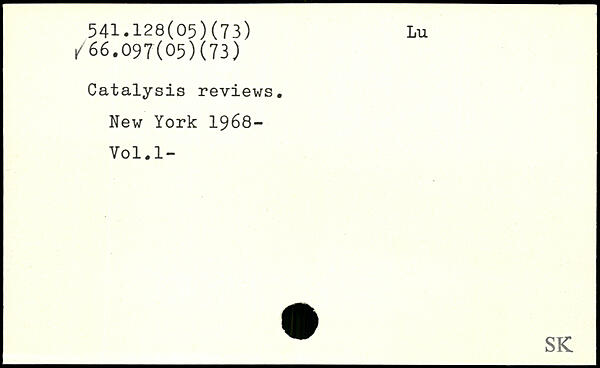 541.128(05)(73) Lu
✓66.097(05)(73)
Catalysis reviews.
New York 1968-
Vol.1-
SK